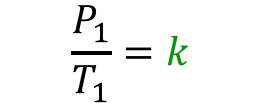 P₁/T₁ = k